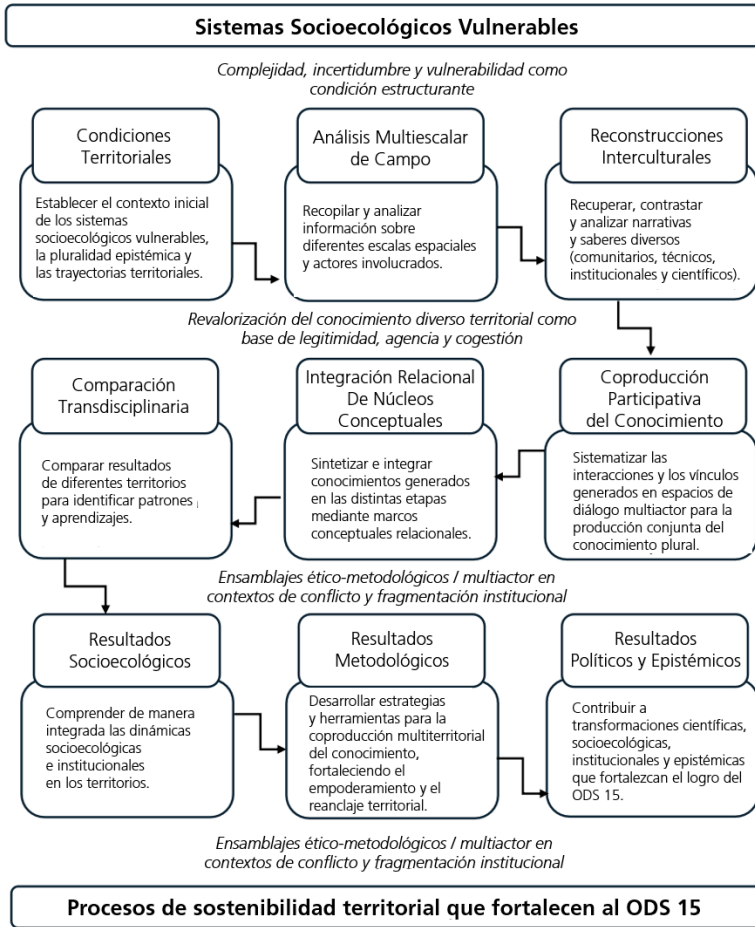 Sistemas Socioecológicos Vulnerables
Complejidad, incertidumbre y vulnerabilidad como
condición estructurante
Condiciones
Territoriales
Establecer el contexto inicial
de los sistemas
socioecológicos vulnerables,
la pluralidad epistémica y
las trayectorias territoriales.
Análisis Multiescalar
de Campo
Recopilar y analizar
información sobre
diferentes escalas espaciales
y actores involucrados.
Reconstrucciones
Interculturales
Recuperar, contrastar
y analizar narrativas
y saberes diversos
(comunitarios, técnicos,
institucionales y científicos).
Revalorización del conocimiento diverso territorial como
base de legitimidad, agencia y cogestión
Comparación
Transdisciplinaria
Comparar resultados
de diferentes territorios
para identificar patrones
y aprendizajes.
Integración Relacional
De Núcleos
Conceptuales
Sintetizar e integrar
conocimientos generados
en las distintas etapas
mediante marcos
conceptuales relacionales.
Coproducción
Participativa
del Conocimiento
Sistematizar las
interacciones y los vínculos
generados en espacios de
diálogo multiactor para la
producción conjunta del
conocimiento plural.
Ensamblajes ético-metodológicos / multiactor en
contextos de conflicto y fragmentación institucional
Resultados
Socioecológicos
Comprender de manera
integrada las dinámicas
socioecológicas
e institucionales
en los territorios.
Resultados
Metodológicos
Desarrollar estrategias
y herramientas para la
coproducción multiterritorial
del conocimiento,
fortaleciendo el
empoderamiento y el
reanclaje territorial.
Resultados
Políticos y Epistémicos
Contribuir a
transformaciones científicas,
socioecológicas,
institucionales y epistémicas
que fortalezcan el logro del
ODS 15.
Ensamblajes ético-metodológicos / multiactor en
contextos de conflicto y fragmentación institucional
Procesos de sostenibilidad territorial que fortalecen al ODS 15